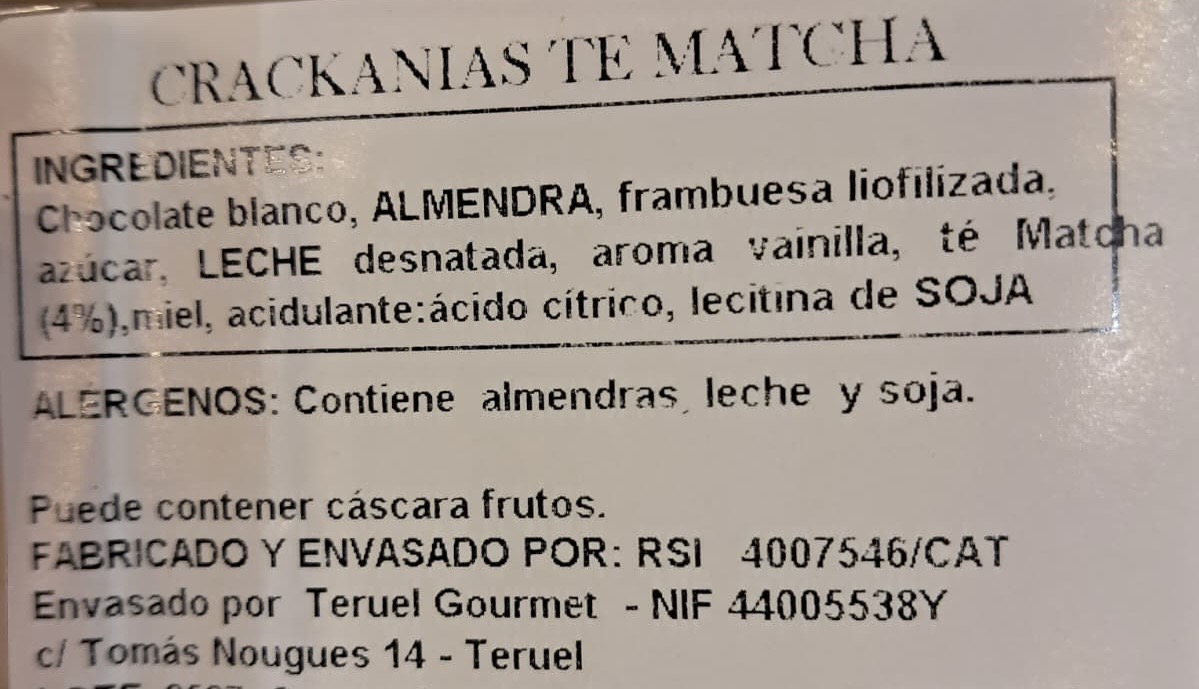 CRACKANIAS TE MATCHA
INGREDIENTES:
Chocolate blanco, ALMENDRA, frambuesa liofilizada,
azúcar, LECHE desnatada, aroma vainilla, té Matcha
(4%),miel, acidulante:ácido cítrico, lecitina de SOJA
ALERGENOS: Contiene almendras, leche y soja.
Puede contener cáscara frutos.
FABRICADO Y ENVASADO POR: RSI 4007546/CAT
Envasado por Teruel Gourmet - NIF 44005538Y
c/ Tomás Nougues 14 - Teruel